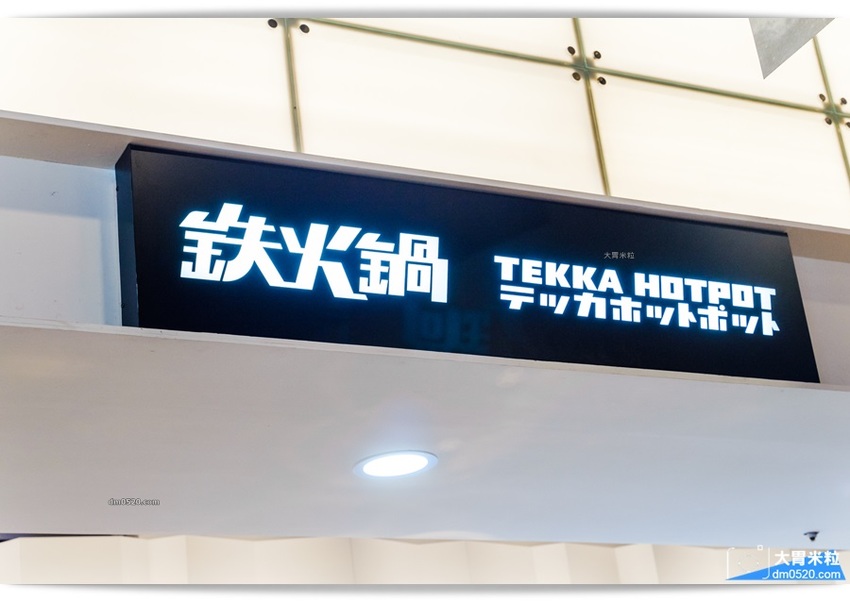 鉄火鍋
TEKKA HOTPOT
テッカホットポット
大胃米粒
dm0520.com
大胃米粒
dm0520.com